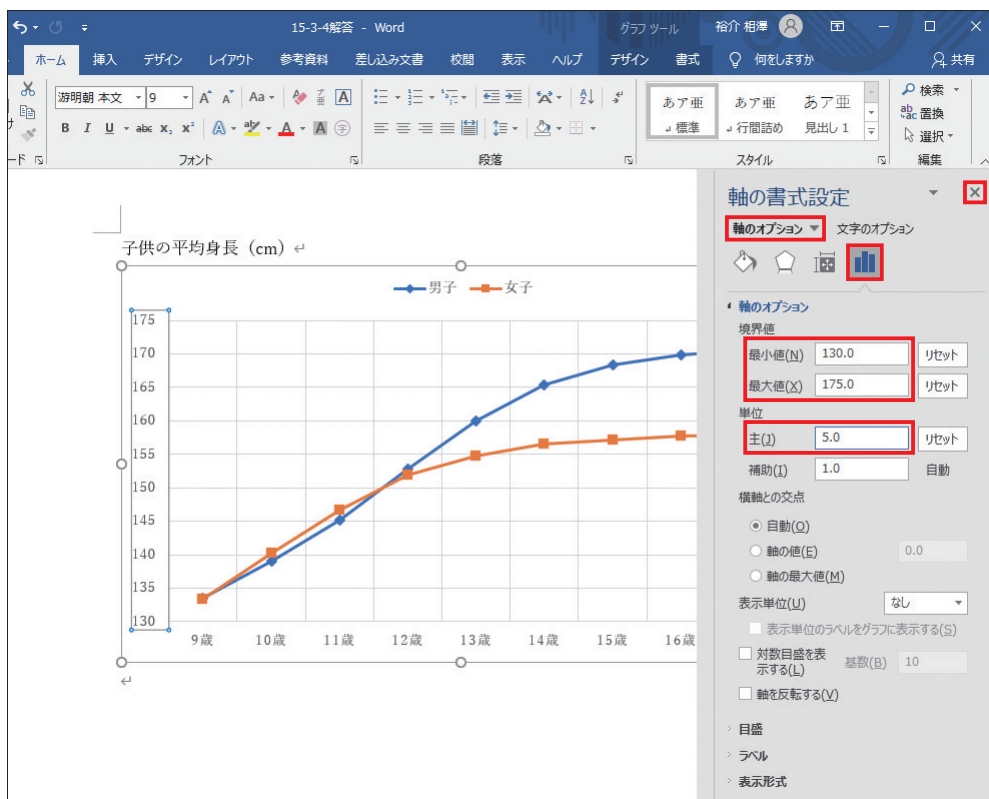 15-3-4解答 - Word
グラフ ツール
裕介 相澤
ホーム 挿入 デザイン レイアウト 参考資料 差し込み文書 校閲 表示 ヘルプ デザイン 書式 何をしますか 共有
游明朝 本文 9 A A Aa ア亜 A
B I U abc X₂ X² A aby A A 字
あア亜 あア亜 あア亜
標準 行間詰め 見出し 1
検索
置換
選択
ード フォント 段落 スタイル 編集
子供の平均身長（cm）
男子 女子
175
170
165
160
155
150
145
140
135
130
9歳 10歳 11歳 12歳 13歳 14歳 15歳 16歳
軸の書式設定
軸のオプション 文字のオプション
軸のオプション
境界値
最小値(N) 130.0 リセット
最大値(X) 175.0 リセット
単位
主(J) 5.0 リセット
補助(I) 1.0 自動
横軸との交点
自動(O)
軸の値(E) 0.0
軸の最大値(M)
表示単位(U) なし
表示単位のラベルをグラフに表示する(S)
対数目盛を表
示する(L) 基数(B) 10
軸を反転する(V)
目盛
ラベル
表示形式